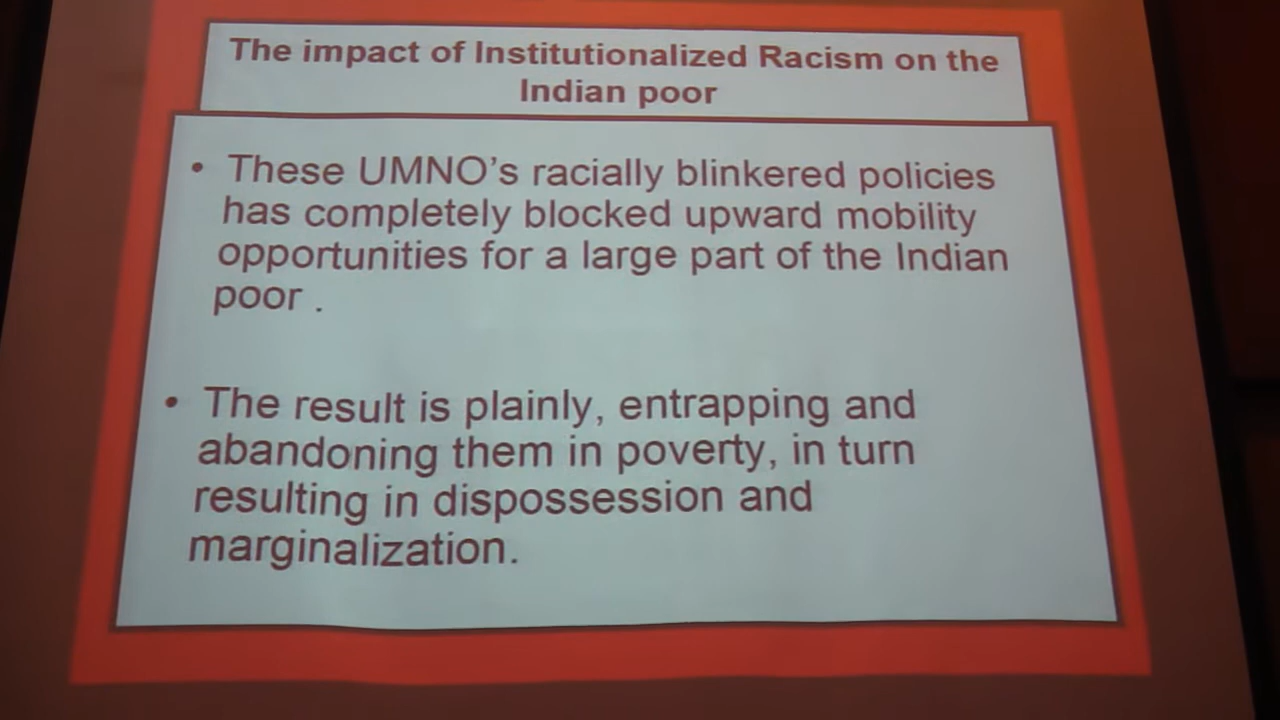 The impact of Institutionalized Racism on the
Indian poor
• These UMNO's racially blinkered policies
has completely blocked upward mobility
opportunities for a large part of the Indian
poor .
• The result is plainly, entrapping and
abandoning them in poverty, in turn
resulting in dispossession and
marginalization.